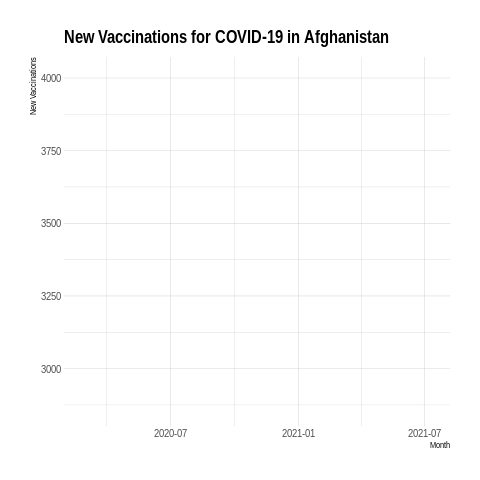 New Vaccinations for COVID-19 in Afghanistan
New Vaccinations
4000
3750
3500
3250
3000
2020-07
2021-01
2021-07
Month